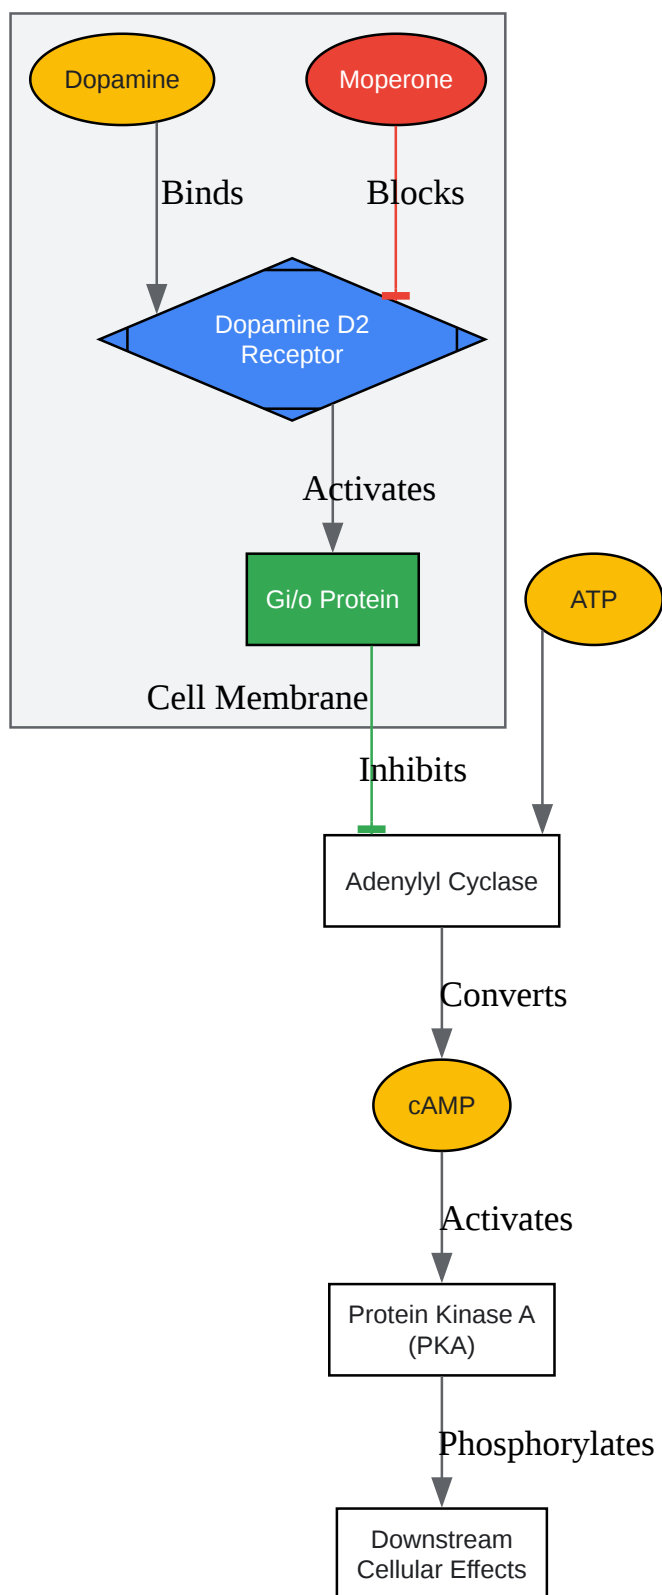 Dopamine
Moperone
Binds
Blocks
Dopamine D2
Receptor
Activates
Gi/o Protein
ATP
Cell Membrane
Inhibits
Adenylyl Cyclase
Converts
cAMP
Activates
Protein Kinase A
(PKA)
Phosphorylates
Downstream
Cellular Effects